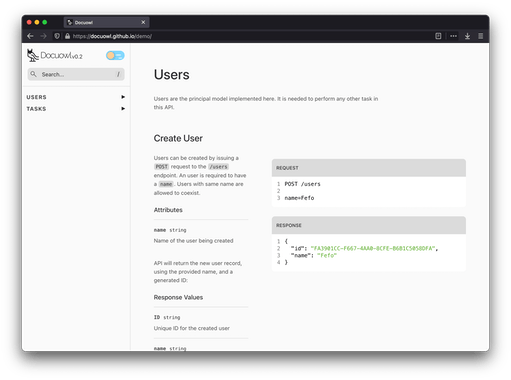 Docuowl
https://docuowl.github.io/demo/
Docuowl v0.2
Search...
/
USERS
TASKS
Users
Users are the principal model implemented here. It is needed to perform any other task in
this API.
Create User
Users can be created by issuing a
POST request to the /users
endpoint. An user is required to have
a name. Users with same name are
allowed to coexist.
Attributes
name string
Name of the user being created
API will return the new user record,
using the provided name, and a
generated ID:
Response Values
ID string
Unique ID for the created user
name string
REQUEST
1 POST /users
2
3 name=Fefo
RESPONSE
1 {
2 "id":
3 "name": "Fefo"
4 }